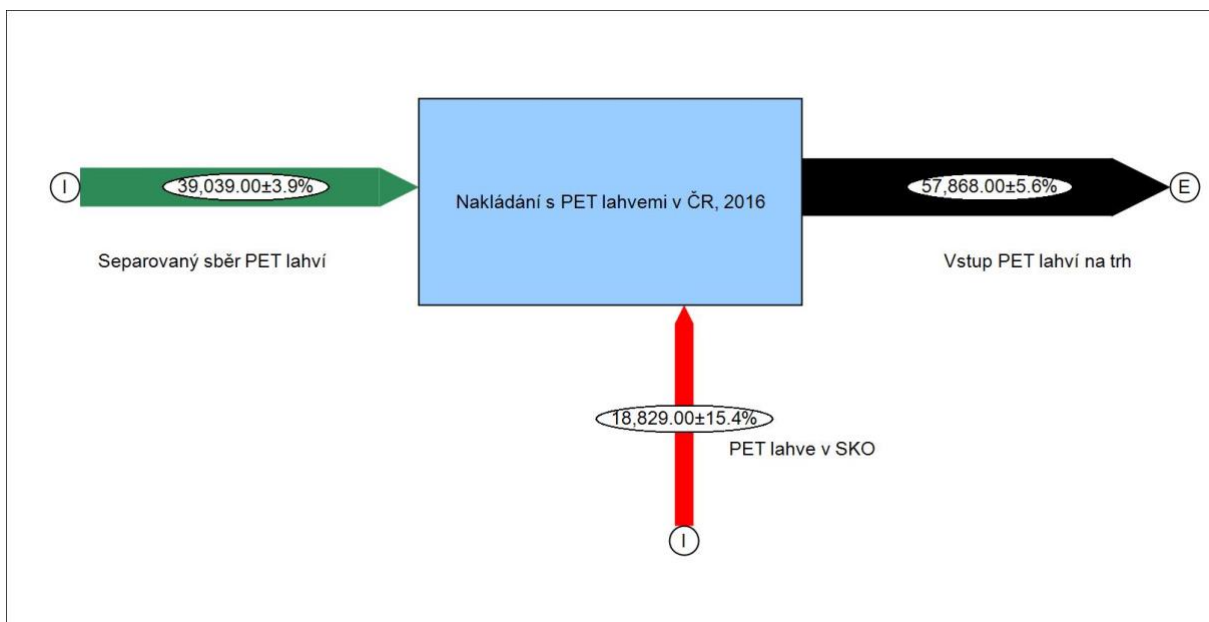 I
39,039.00±3.9%
Separovaný sběr PET lahví
Nakládání s PET lahvemi v ČR, 2016
57,868.00±5.6%
E
Vstup PET lahví na trh
18,829.00±15.4%
PET lahve v SKO
I